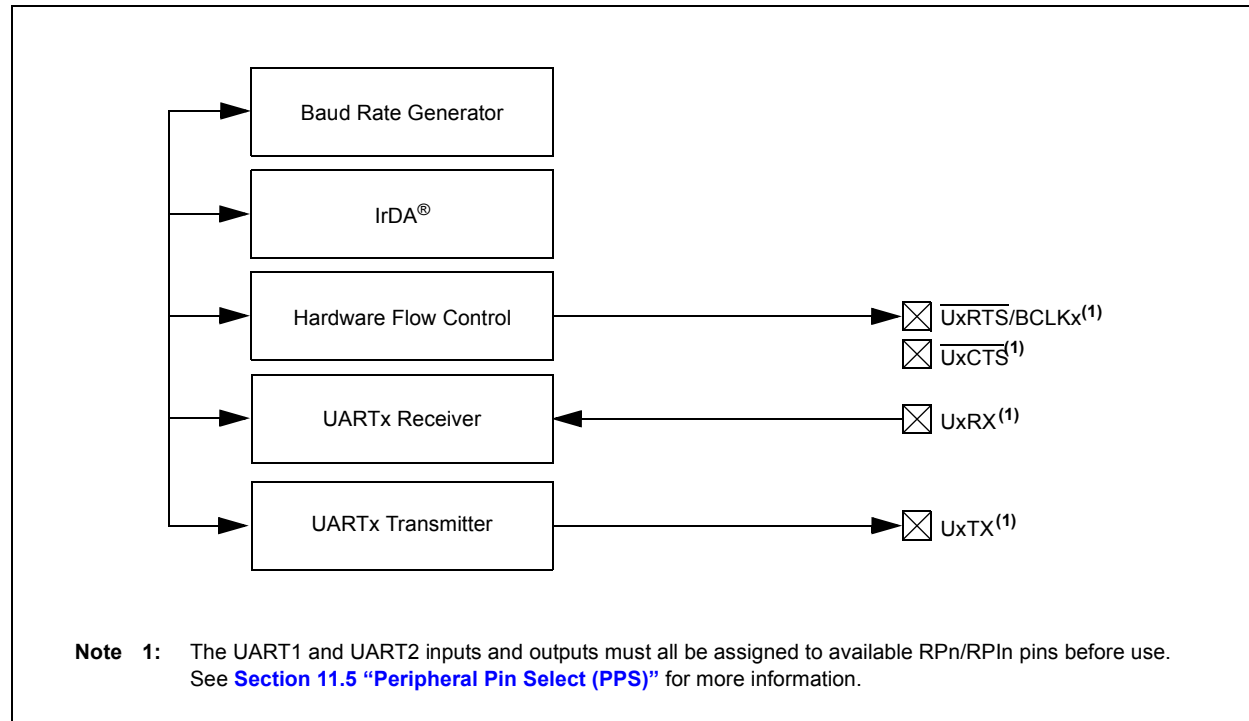 Baud Rate Generator
IrDA®
Hardware Flow Control
UxRTS/BCLKx(1)
UxCTS(1)
UARTx Receiver
UxRX(1)
UARTx Transmitter
UxTX(1)
Note 1: The UART1 and UART2 inputs and outputs must all be assigned to available RPn/RPIn pins before use.
See Section 11.5 “Peripheral Pin Select (PPS)” for more information.